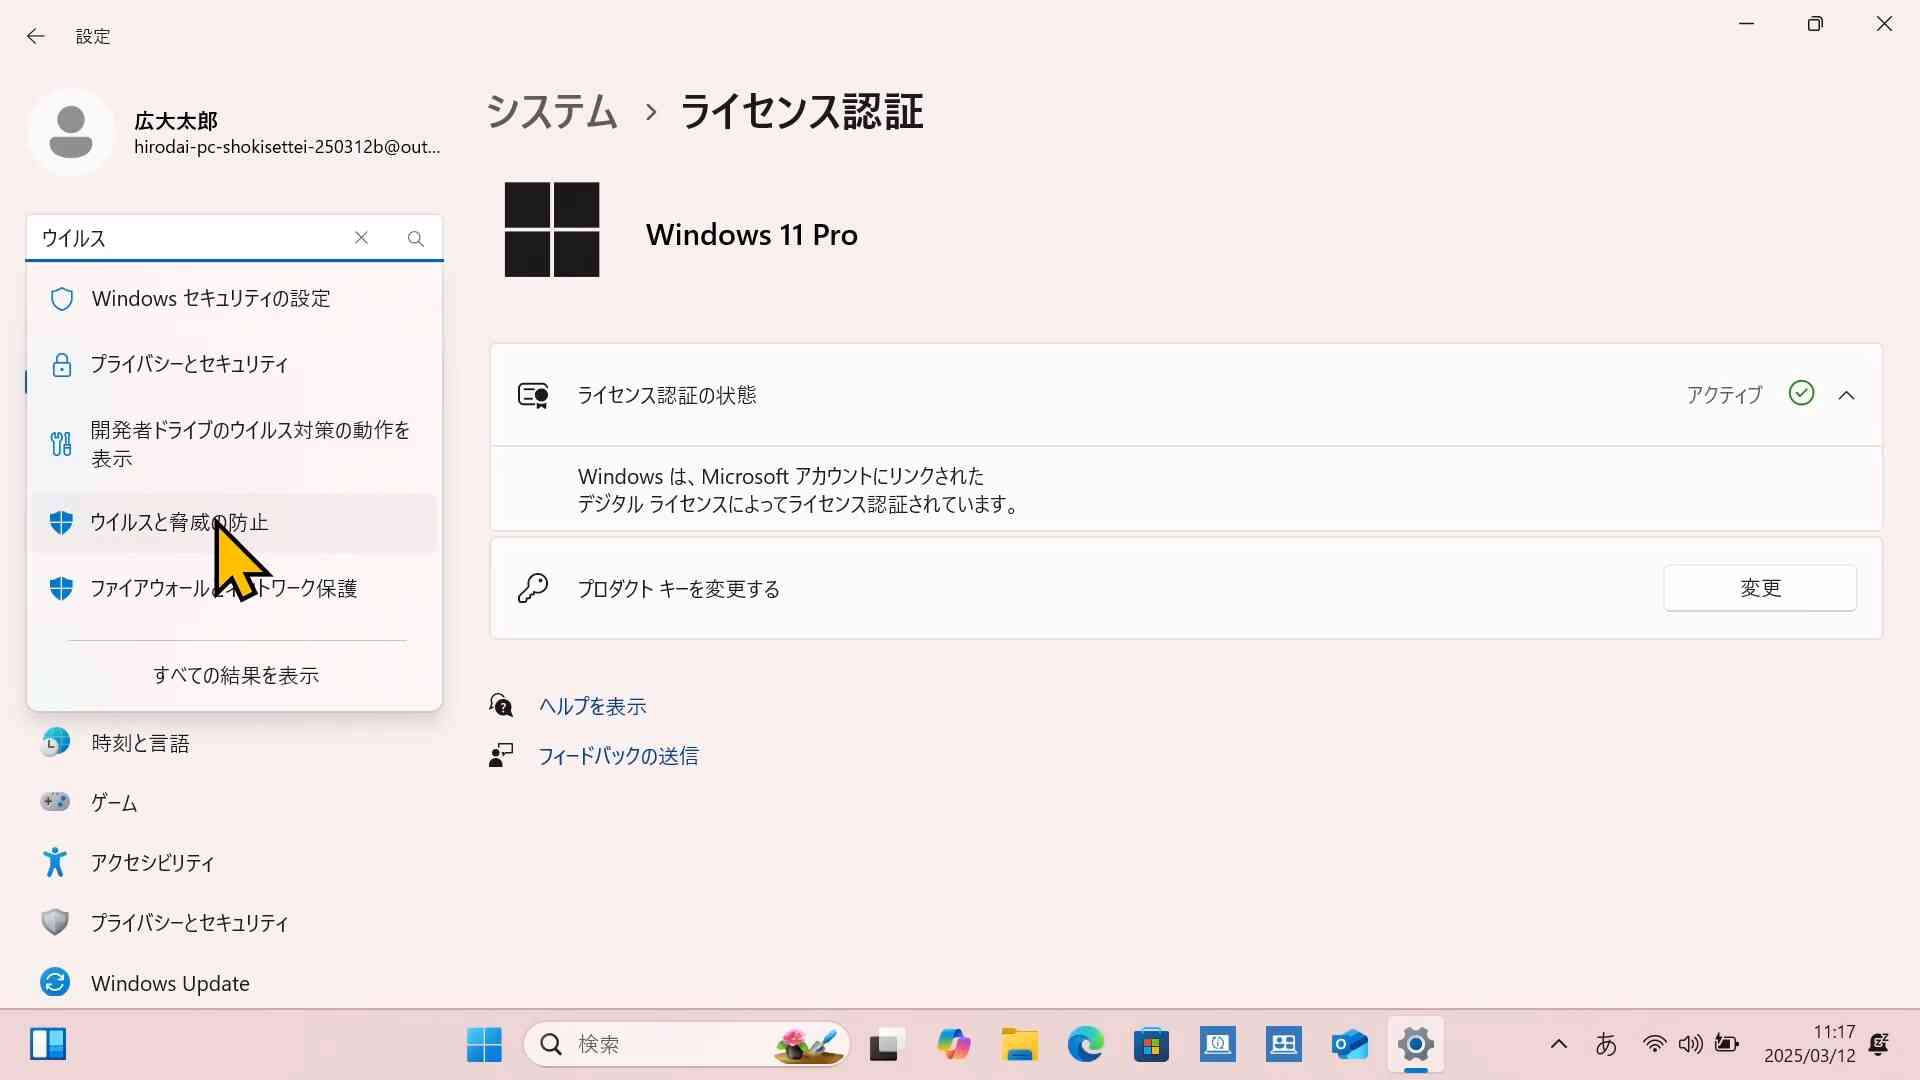 設定
広大太郎
hirodai-pc-shokisettei-250312b@out...
ウイルス
Windows セキュリティの設定
プライバシーとセキュリティ
開発者ドライブのウイルス対策の動作を
表示
ウイルスと脅威の防止
ファイアウォールとネットワーク保護
すべての結果を表示
時刻と言語
ゲーム
アクセシビリティ
プライバシーとセキュリティ
Windows Update
システム › ライセンス認証
Windows 11 Pro
ライセンス認証の状態
アクティブ
Windows は、Microsoft アカウントにリンクされた
デジタル ライセンスによってライセンス認証されています。
プロダクト キーを変更する
変更
ヘルプを表示
フィードバックの送信
検索
あ
11:17
2025/03/12